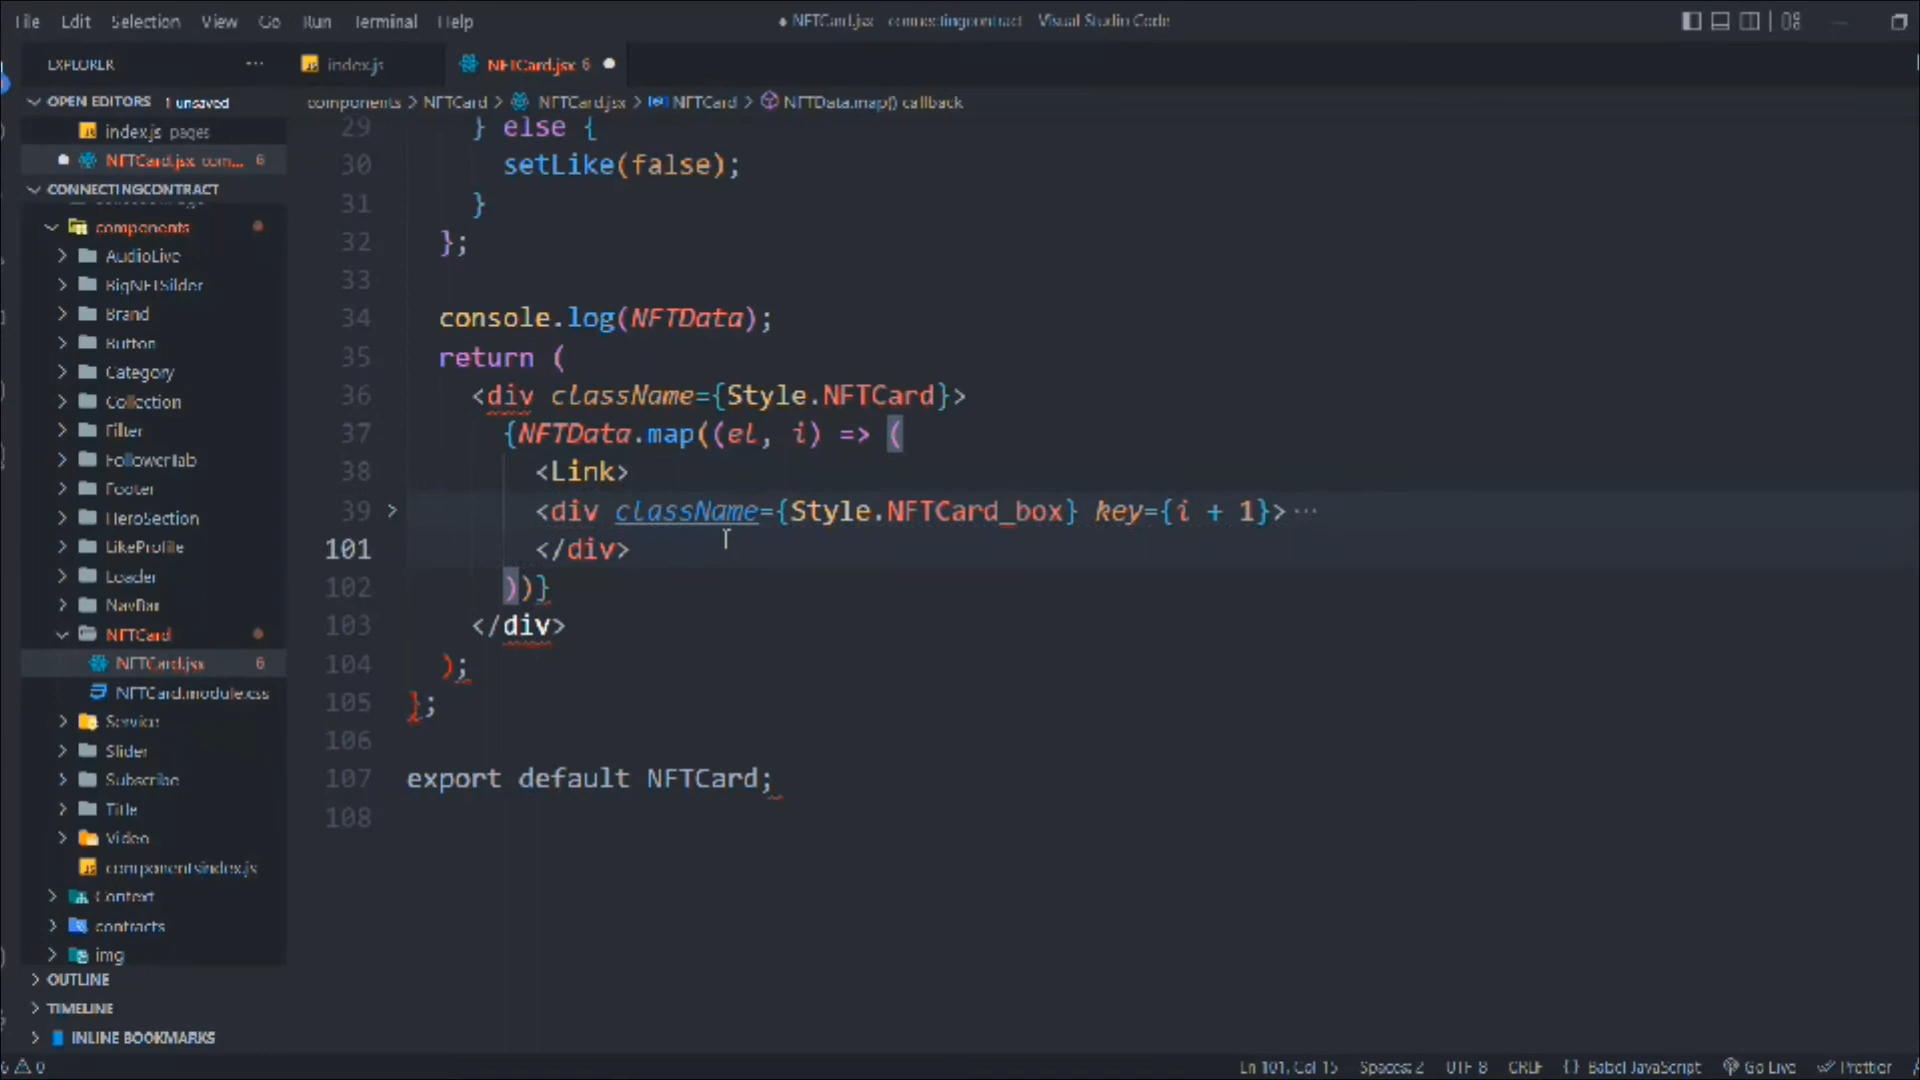 File Edit Selection View Go Run Terminal Help
● NFTCard.jsx - connectingcontract - Visual Studio Code
EXPLORER ...
index.js
NFTCard.jsx 6 ●
OPEN EDITORS 1 unsaved
index.js pages
● NFTCard.jsx com... 6
CONNECTINGCONTRACT
components
AudioLive
BigNFTSilder
Brand
Button
Category
Collection
Filter
FollowerTab
Footer
HeroSection
LikeProfile
Loader
NavBar
NFTCard
NFTCard.jsx 6
NFTCard.module.css
Service
Slider
Subscribe
Title
Video
componentsindex.js
Context
contracts
img
OUTLINE
TIMELINE
INLINE BOOKMARKS
components > NFTCard > NFTCard.jsx > NFTCard > NFTData.map() callback
29 } else {
30 setLike(false);
31 }
32 };
33
34 console.log(NFTData);
35 return (
36 <div className={Style.NFTCard}>
37 {NFTData.map((el, i) => (
38 <Link>
39 > <div className={Style.NFTCard_box} key={i + 1}>···
101 </div>
102 ))}
103 </div>
104 );
105 };
106
107 export default NFTCard;
108
6 0
Ln 101, Col 15 Spaces: 2 UTF-8 CRLF {} Babel JavaScript Go Live Prettier